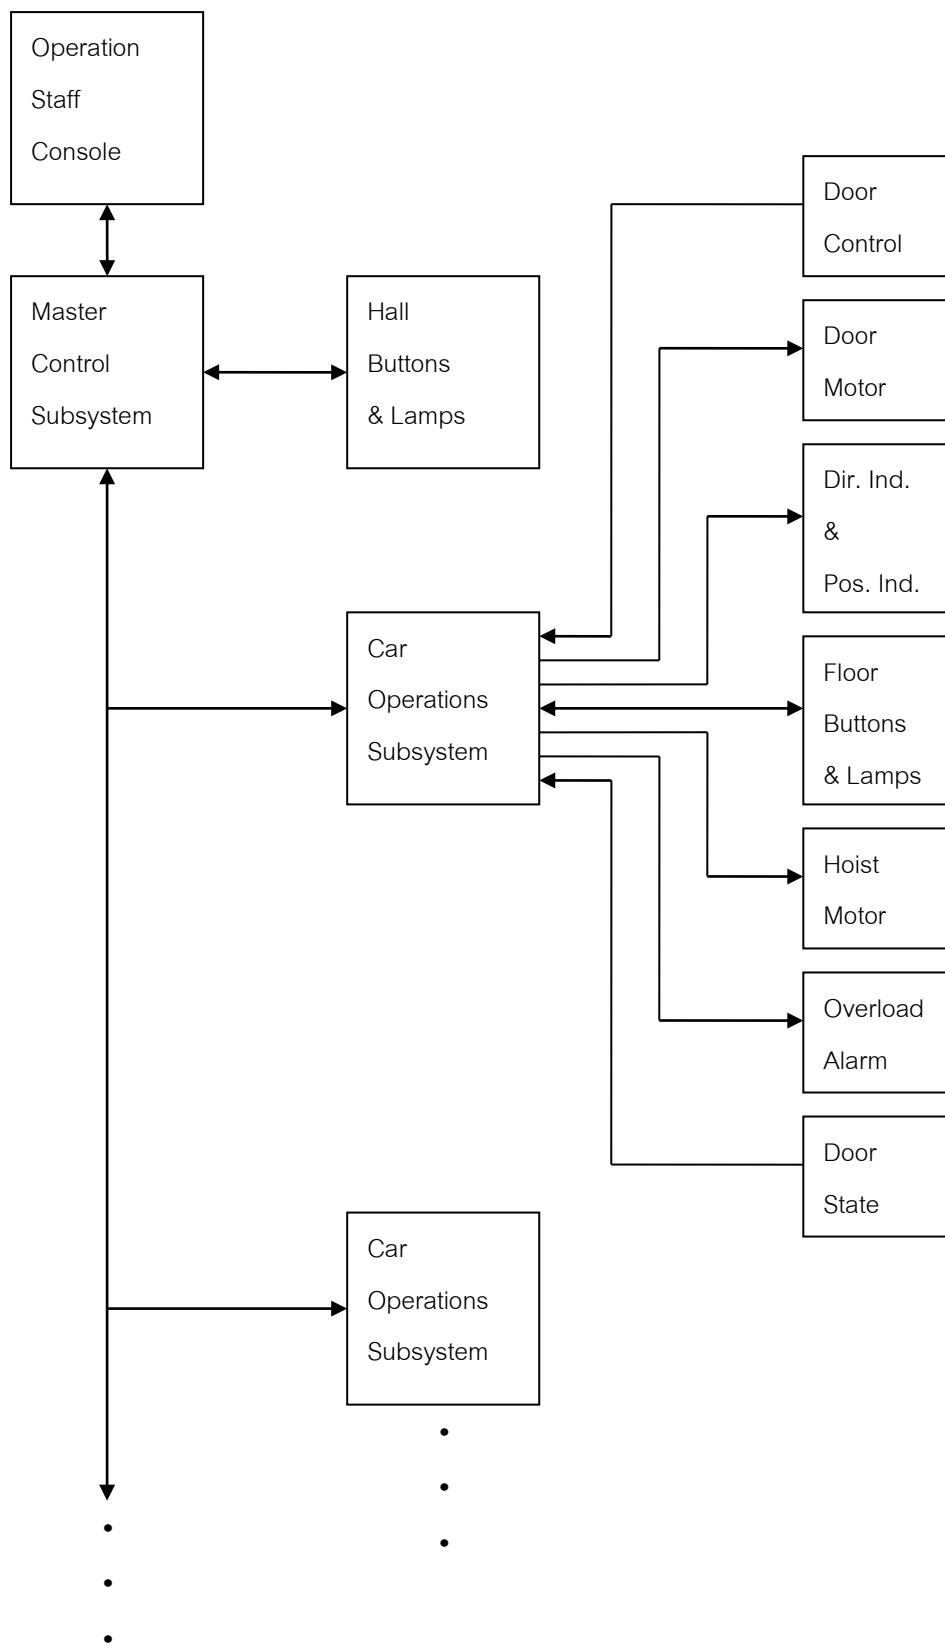 Operation
Staff
Console
Master
Control
Subsystem
Hall
Buttons
& Lamps
Door
Control
Door
Motor
Dir. Ind.
&
Pos. Ind.
Car
Operations
Subsystem
Floor
Buttons
& Lamps
Hoist
Motor
Overload
Alarm
Door
State
Car
Operations
Subsystem